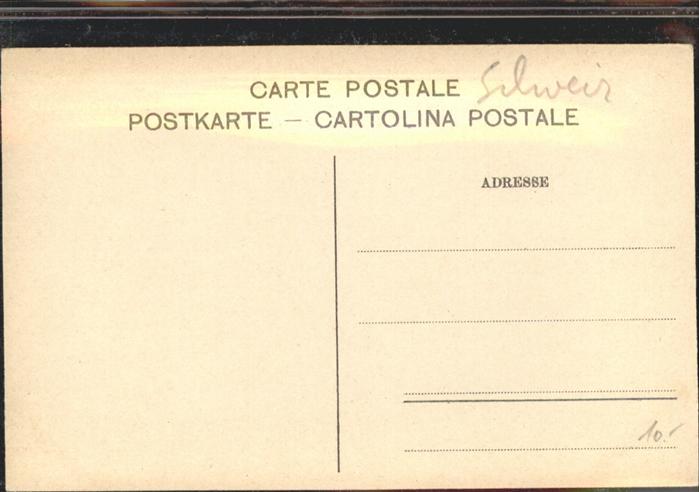 CARTE POSTALE Schweiz
POSTKARTE — CARTOLINA POSTALE
ADRESSE
10.-